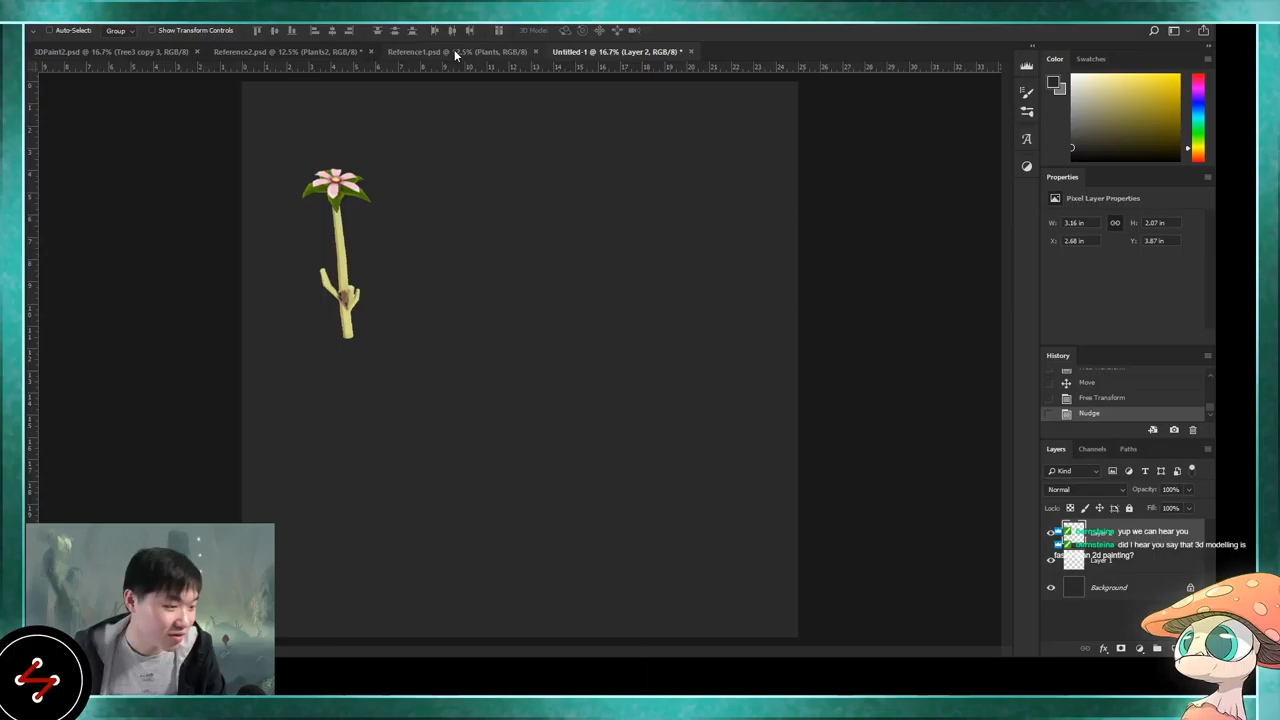 Auto-Select: Group Show Transform Controls 3D Mode:
3DPaint2.psd @ 16.7% (Tree3 copy 3, RGB/8) × Reference2.psd @ 12.5% (Plants2, RGB/8) * × Reference1.psd @ .5% (Plants, RGB/8) × Untitled-1 @ 16.7% (Layer 2, RGB/8) * ×
Color Swatches
Properties
Pixel Layer Properties
W: 3.16 in H: 2.07 in
X: 2.68 in Y: 3.87 in
History
Move
Free Transform
Nudge
Layers Channels Paths
Kind
Normal Opacity: 100%
Lock: Fill: 100%
yup we can hear you
did I hear you say that 3d modelling is
2d painting?
Layer 1
Background